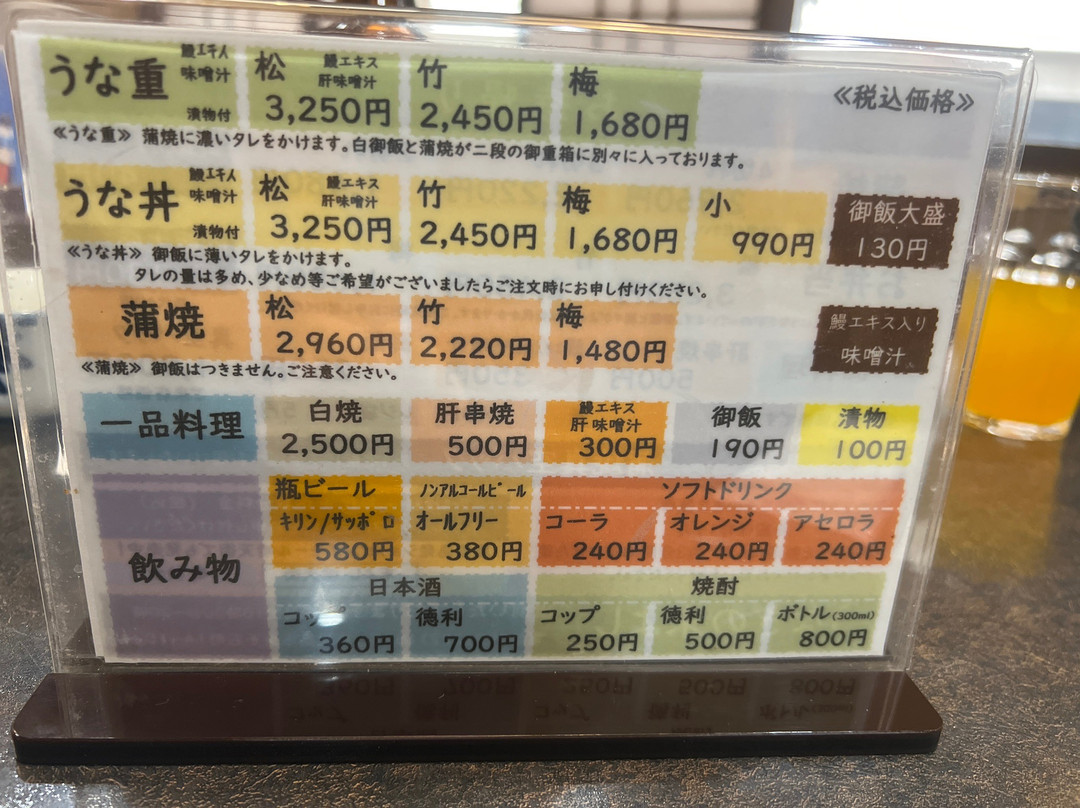 うな重 鰻エキス 味噌汁 漬物付 松 鰻エキス 肝味噌汁 3,250円 竹 2,450円 梅 1,680円 ≪税込価格≫
≪うな重≫ 蒲焼に濃いタレをかけます。白御飯と蒲焼が二段の御重箱に別々に入っております。
うな丼 鰻エキス 味噌汁 漬物付 松 鰻エキス 肝味噌汁 3,250円 竹 2,450円 梅 1,680円 小 990円 御飯大盛 130円
≪うな丼≫ 御飯に薄いタレをかけます。
タレの量は多め、少なめ等ご希望がございましたらご注文時にお申し付けください。
蒲焼 松 2,960円 竹 2,220円 梅 1,480円 鰻エキス入り 味噌汁
≪蒲焼≫ 御飯はつきません。ご注意ください。
一品料理 白焼 2,500円 肝串焼 500円 鰻エキス 肝味噌汁 300円 御飯 190円 漬物 100円
飲み物
瓶ビール ノンアルコールビール ソフトドリンク
キリン/サッポロ 580円 オールフリー 380円 コーラ 240円 オレンジ 240円 アセロラ 240円
日本酒 焼酎
コップ 360円 徳利 700円 コップ 250円 徳利 500円 ボトル(300ml) 800円